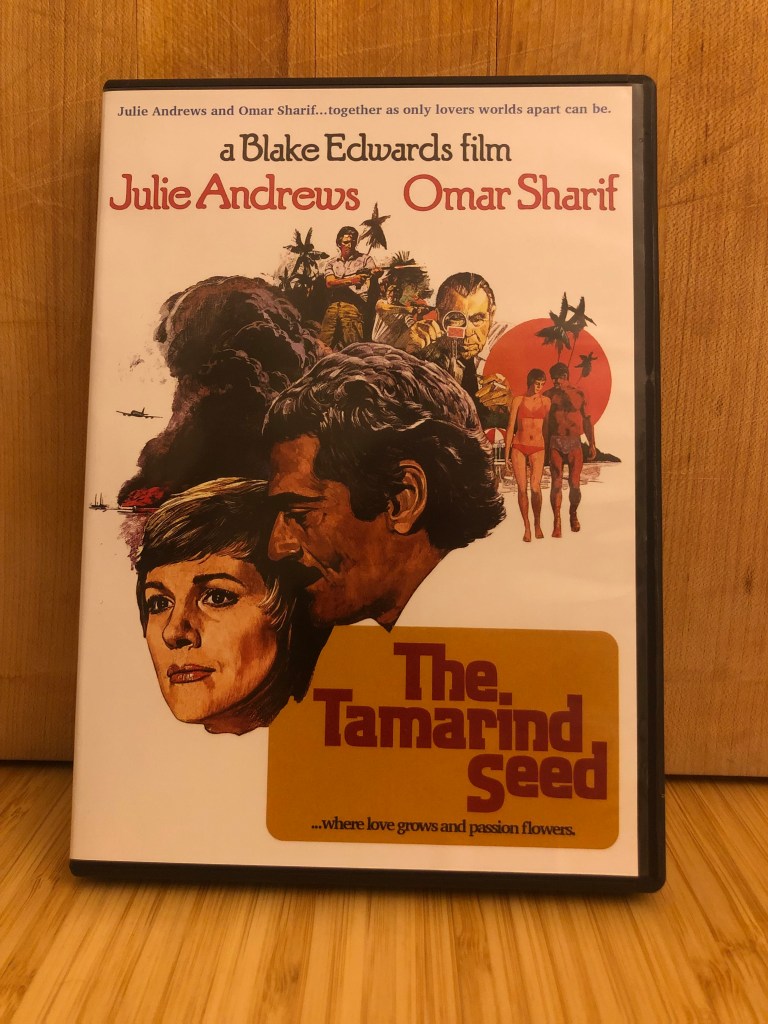 Julie Andrews and Omar Sharif...together as only lovers worlds apart can be.
a Blake Edwards film
Julie Andrews Omar Sharif
The
Tamarind
Seed
...where love grows and passion flowers.